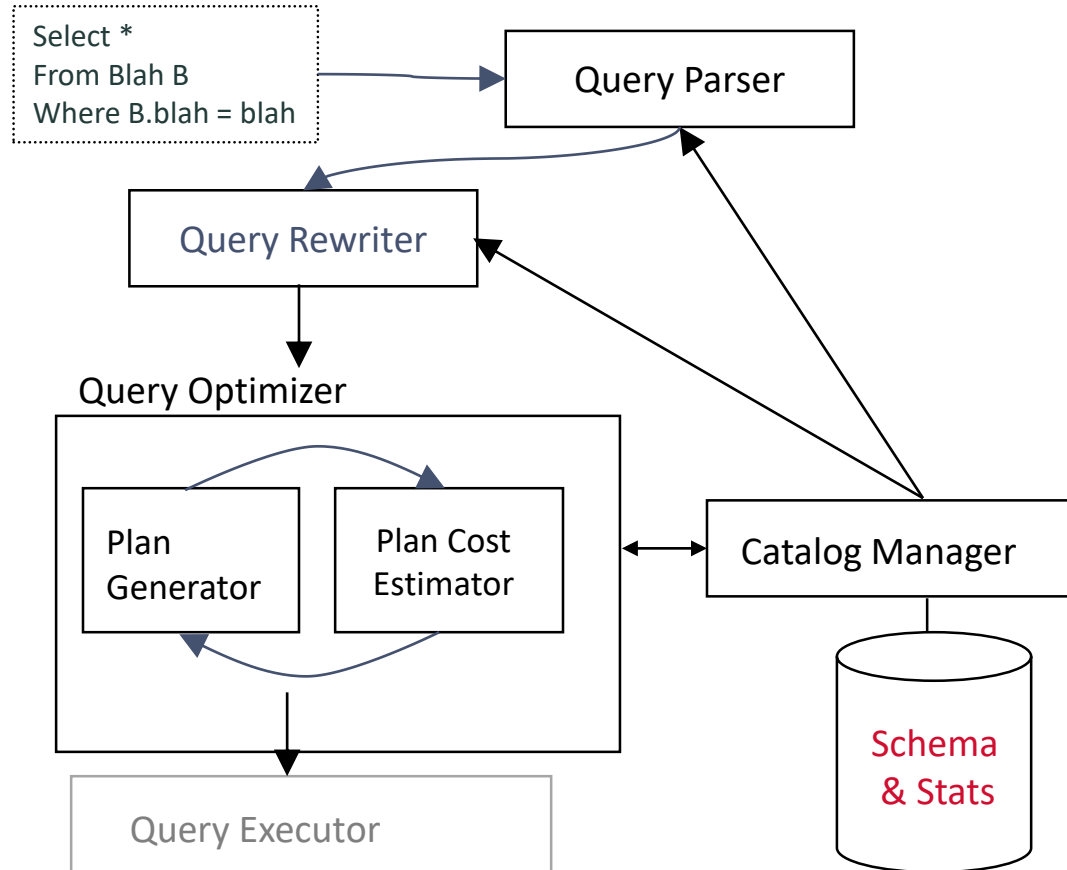 Select *
From Blah B
Where B.blah = blah
Query Parser
Query Rewriter
Query Optimizer
Plan
Generator
Plan Cost
Estimator
Catalog Manager
Schema
& Stats
Query Executor